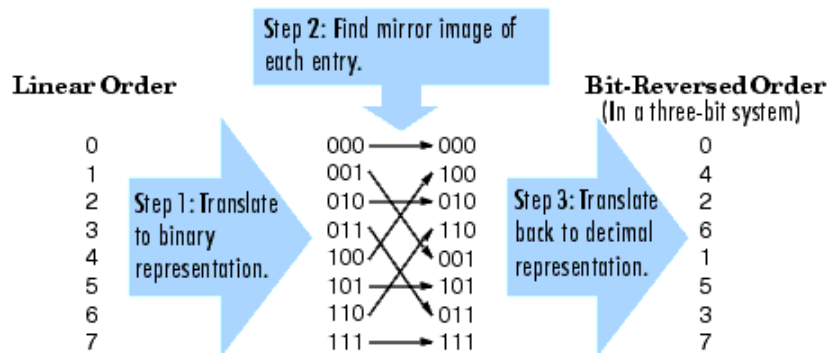 Step 2: Find mirror image of
each entry.
Linear Order
Bit-Reversed Order
(In a three-bit system)
0 000 000 0
1 001 100 4
2 010 010 2
3 011 110 6
4 100 001 1
5 101 101 5
6 110 011 3
7 111 111 7
Step 1: Translate
to binary
representation.
Step 3: Translate
back to decimal
representation.